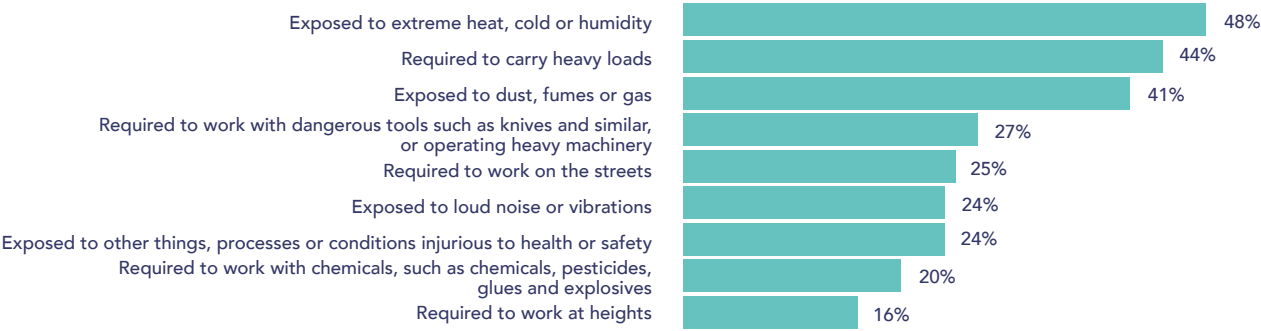 Exposed to extreme heat, cold or humidity 48%
Required to carry heavy loads 44%
Exposed to dust, fumes or gas 41%
Required to work with dangerous tools such as knives and similar,
or operating heavy machinery 27%
Required to work on the streets 25%
Exposed to loud noise or vibrations 24%
Exposed to other things, processes or conditions injurious to health or safety 24%
Required to work with chemicals, such as chemicals, pesticides,
glues and explosives 20%
Required to work at heights 16%